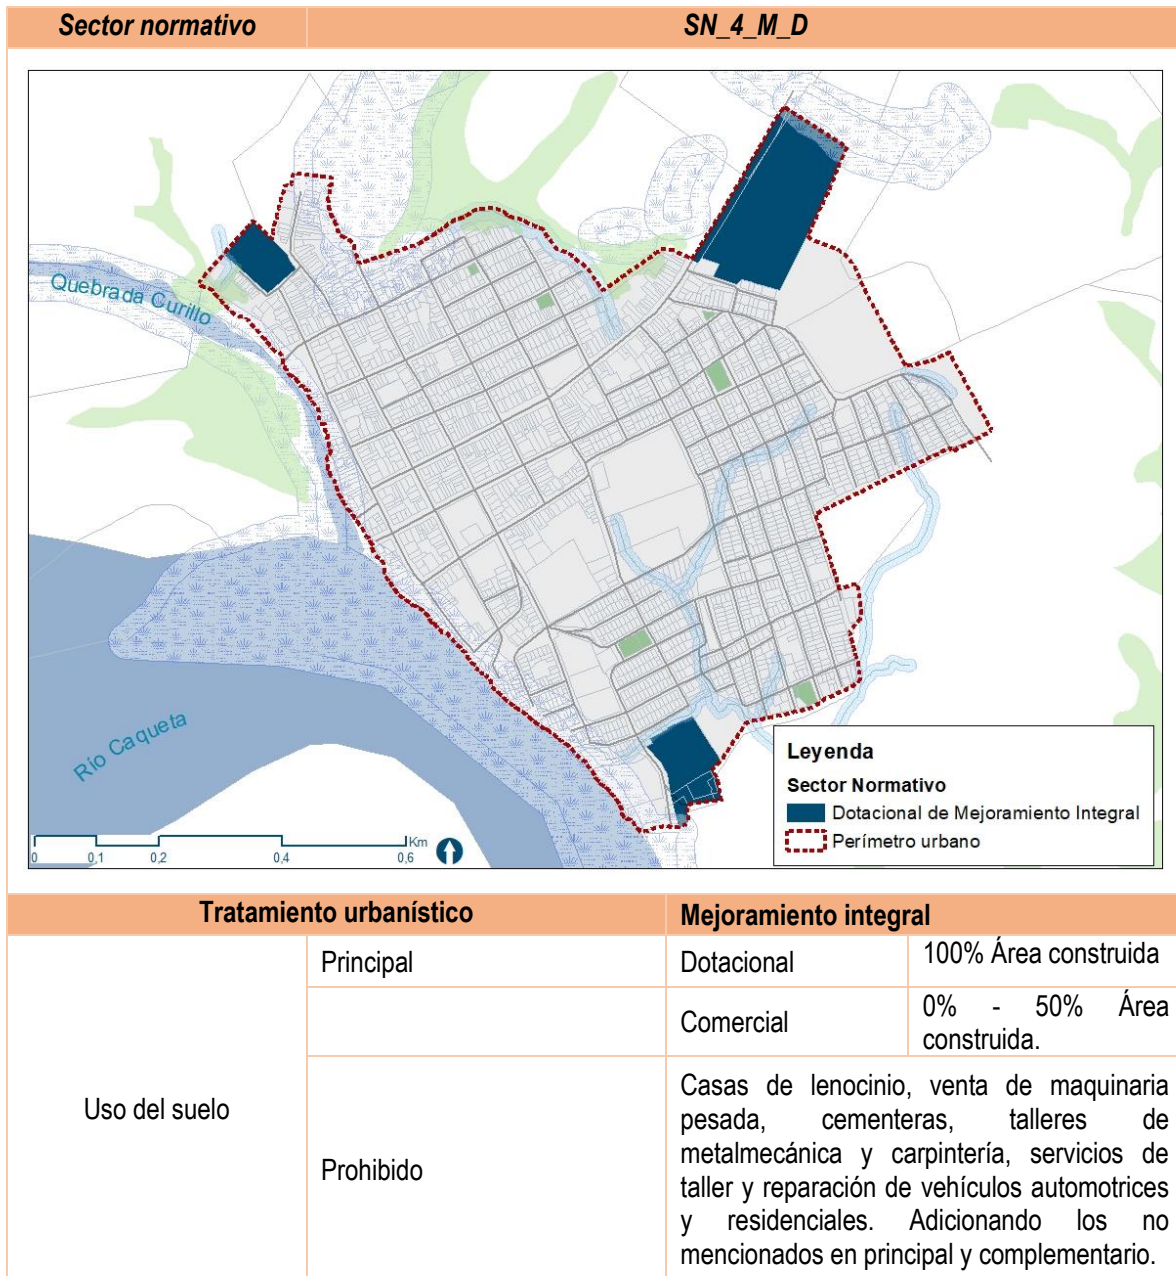 Sector normativo
SN_4_M_D
Quebrada Curillo
Río Caqueta
Km
0
0,1
0,2
0,4
0,6
Leyenda
Sector Normativo
Dotacional de Mejoramiento Integral
Perímetro urbano
Tratamiento urbanístico
Mejoramiento integral
Uso del suelo
Principal
Dotacional
100% Área construida
Comercial
0% - 50% Área
construida.
Prohibido
Casas de lenocinio, venta de maquinaria
pesada, cementeras, talleres de
metalmecánica y carpintería, servicios de
taller y reparación de vehículos automotrices
y residenciales. Adicionando los no
mencionados en principal y complementario.